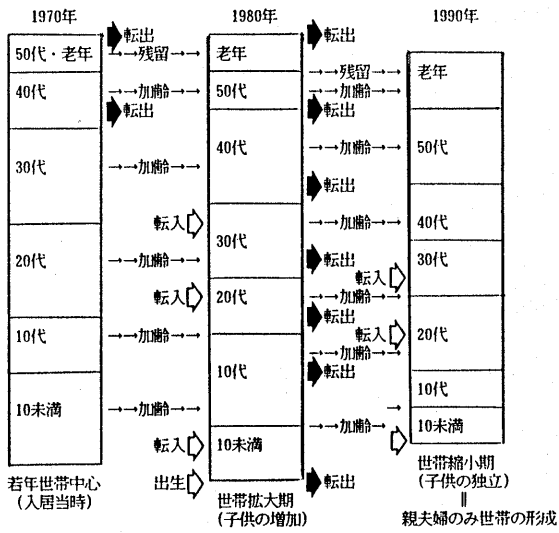 1970年
1980年
1990年
転出
転出
50代・老年
→→残留→→
老年
→→残留→→
老年
40代
→→加齢→→
50代
→→加齢→→
転出
転出
30代
→→加齢→→
40代
→→加齢→→
50代
転出
転入
→→加齢→→
40代
20代
→→加齢→→
30代
転出
30代
転入
転入
20代
→→加齢→→
転出
10代
→→加齢→→
転入
20代
→→加齢→→
10代
転出
10代
10未満
→→加齢→→
→
→→加齢→→
10未満
転入
10未満
出生
転出
若年世帯中心
(入居当時)
世帯拡大期
(子供の増加)
世帯縮小期
(子供の独立)
||
親夫婦のみ世帯の形成